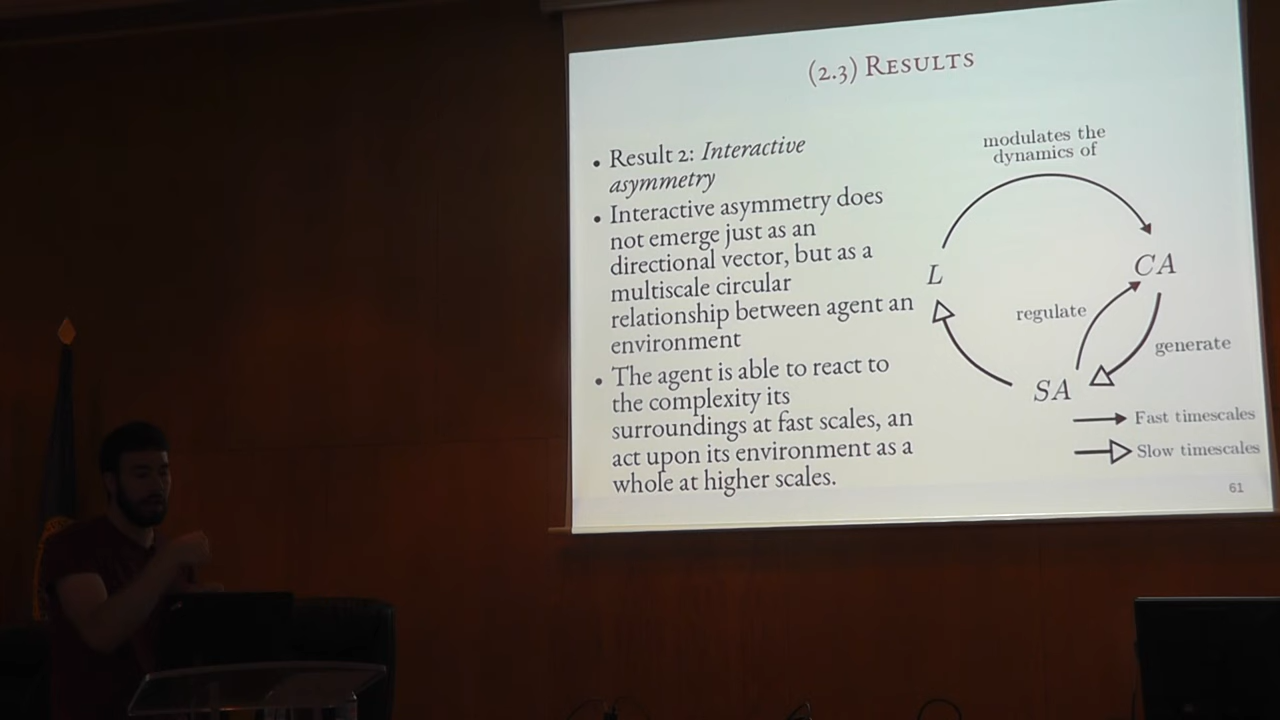 (2.3) Results
• Result 2: Interactive
asymmetry
• Interactive asymmetry does
not emerge just as an
directional vector, but as a
multiscale circular
relationship between agent an
environment
• The agent is able to react to
the complexity its
surroundings at fast scales, an
act upon its environment as a
whole at higher scales.
modulates the
dynamics of
L
CA
regulate
generate
SA
Fast timescales
Slow timescales
61